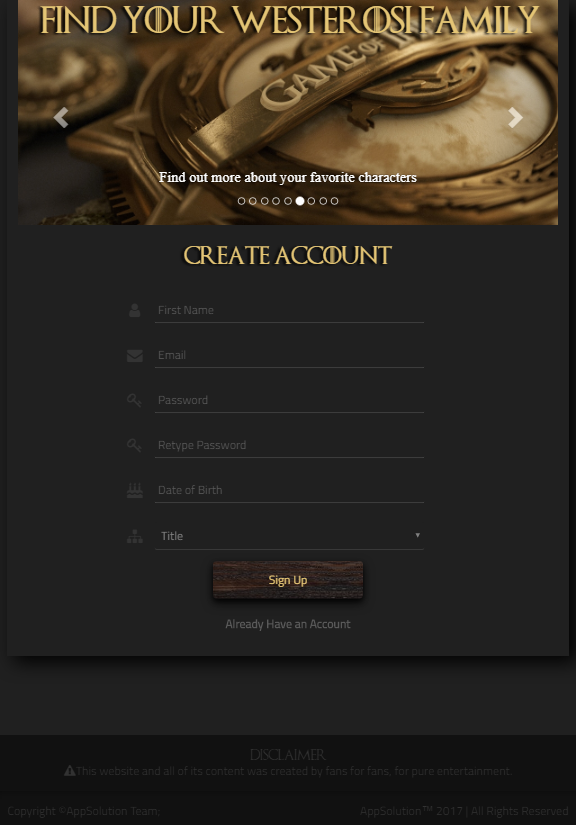 FIND YOUR WESTEROSI FAMILY
GAME OF
Find out more about your favorite characters
CREATE ACCOUNT
First Name
Email
Password
Retype Password
Date of Birth
Title
Sign Up
Already Have an Account
DISCLAIMER
This website and all of its content was created by fans for fans, for pure entertainment.
Copyright ©AppSolution Team;
AppSolution™ 2017 | All Rights Reserved